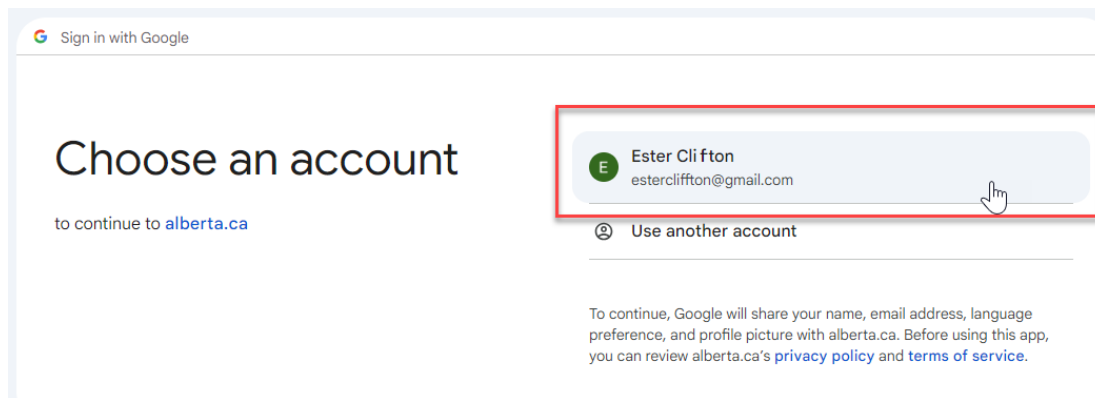 Sign in with Google
Choose an account
to continue to alberta.ca
E
Ester Clifton
estercliffton@gmail.com
Use another account
To continue, Google will share your name, email address, language
preference, and profile picture with alberta.ca. Before using this app,
you can review alberta.ca’s privacy policy and terms of service.